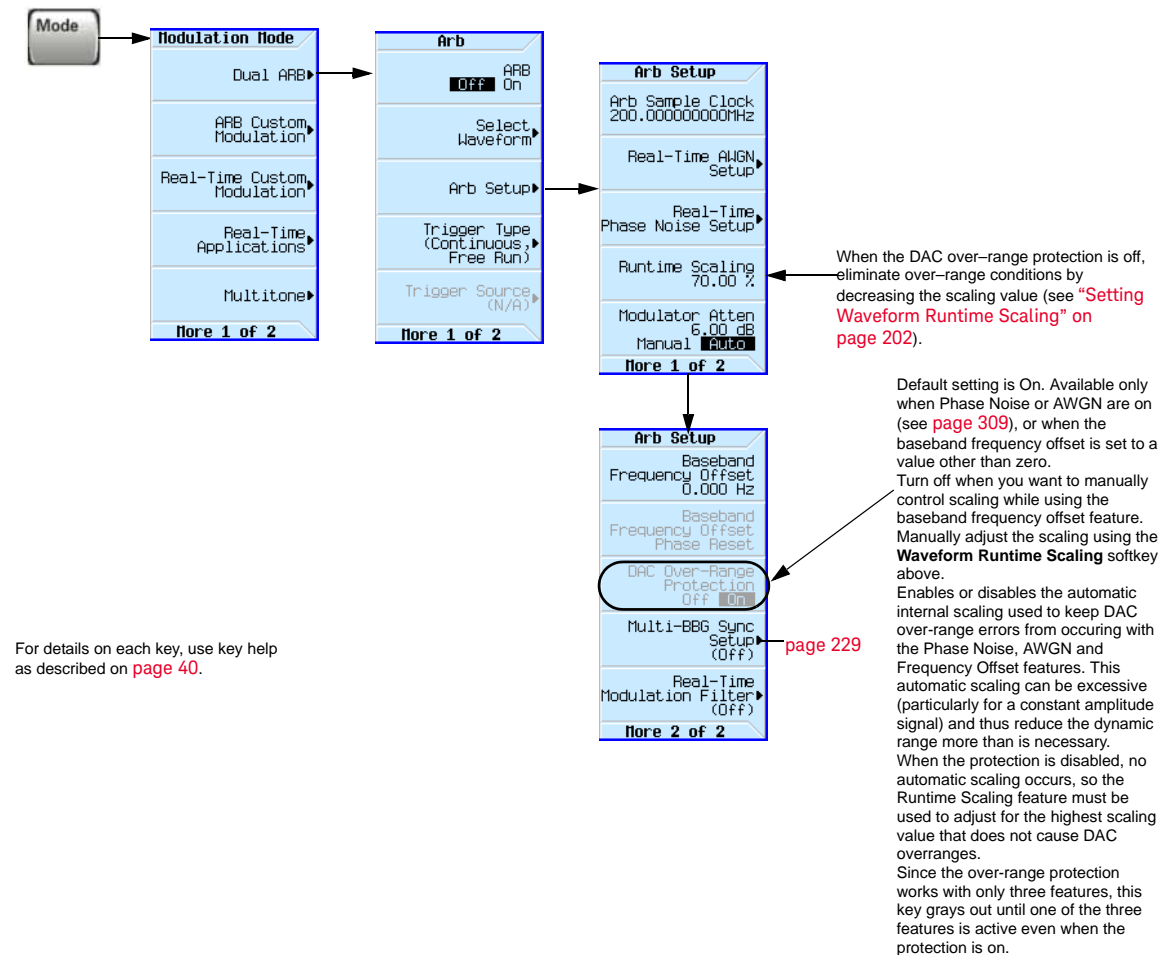 Mode
Modulation Mode
Dual ARB
ARB Custom
Modulation
Real-Time Custom
Modulation
Real-Time
Applications
Multitone
More 1 of 2
Arb
ARB
Off On
Select
Waveform
Arb Setup
Trigger Type
(Continuous,
Free Run)
Trigger Source
(N/A)
More 1 of 2
Arb Setup
Arb Sample Clock
200.000000000MHz
Real-Time AWGN
Setup
Real-Time
Phase Noise Setup
Runtime Scaling
70.00 %
Modulator Atten
6.00 dB
Manual Auto
More 1 of 2
When the DAC over–range protection is off,
eliminate over–range conditions by
decreasing the scaling value (see “Setting
Waveform Runtime Scaling” on
page 202).
Arb Setup
Baseband
Frequency Offset
0.000 Hz
Baseband
Frequency Offset
Phase Reset
DAC Over-Range
Protection
Off On
Multi-BBG Sync
Setup
(Off)
page 229
Real-Time
Modulation Filter
(Off)
More 2 of 2
Default setting is On. Available only
when Phase Noise or AWGN are on
(see page 309), or when the
baseband frequency offset is set to a
value other than zero.
Turn off when you want to manually
control scaling while using the
baseband frequency offset feature.
Manually adjust the scaling using the
Waveform Runtime Scaling softkey
above.
Enables or disables the automatic
internal scaling used to keep DAC
over-range errors from occuring with
the Phase Noise, AWGN and
Frequency Offset features. This
automatic scaling can be excessive
(particularly for a constant amplitude
signal) and thus reduce the dynamic
range more than is necessary.
When the protection is disabled, no
automatic scaling occurs, so the
Runtime Scaling feature must be
used to adjust for the highest scaling
value that does not cause DAC
overranges.
Since the over-range protection
works with only three features, this
key grays out until one of the three
features is active even when the
protection is on.
For details on each key, use key help
as described on page 40.